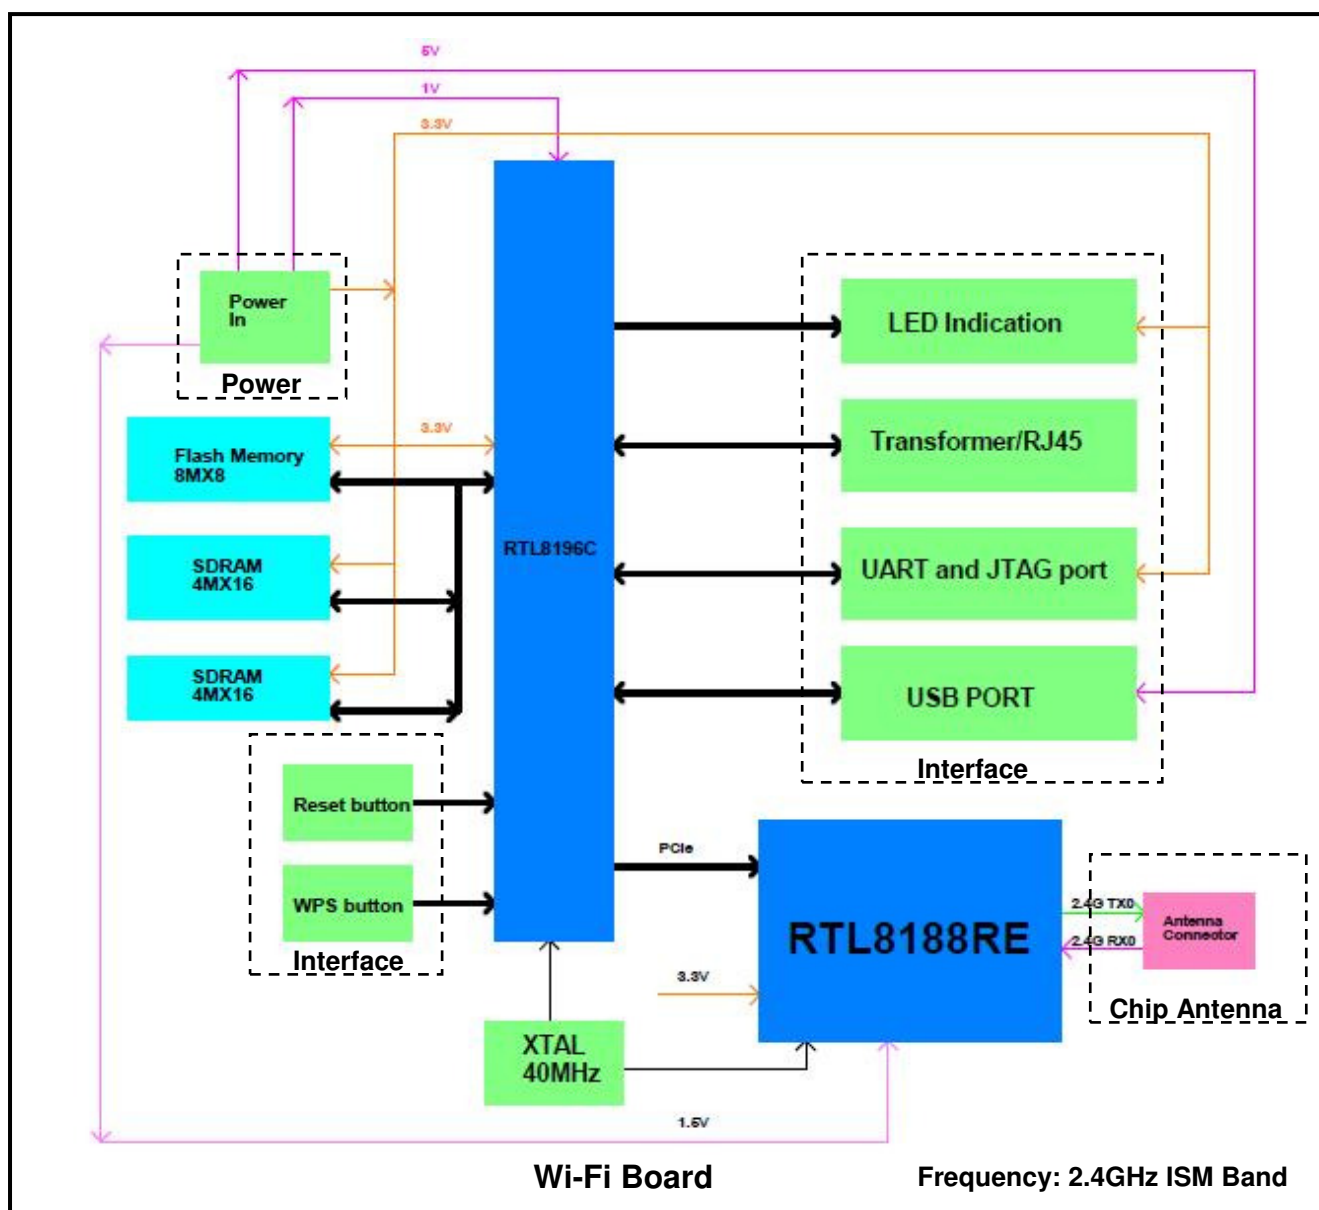 5V
1V
3.3V
Power
In
Power
LED Indication
3.3V
Flash Memory
8MX8
Transformer/RJ45
RTL8196C
SDRAM
4MX16
UART and JTAG port
SDRAM
4MX16
USB PORT
Interface
Reset button
WPS button
Interface
PCIe
RTL8188RE
2.4G TX0
2.4G RX0
Antenna
Connector
Chip Antenna
3.3V
XTAL
40MHz
1.5V
Wi-Fi Board
Frequency: 2.4GHz ISM Band